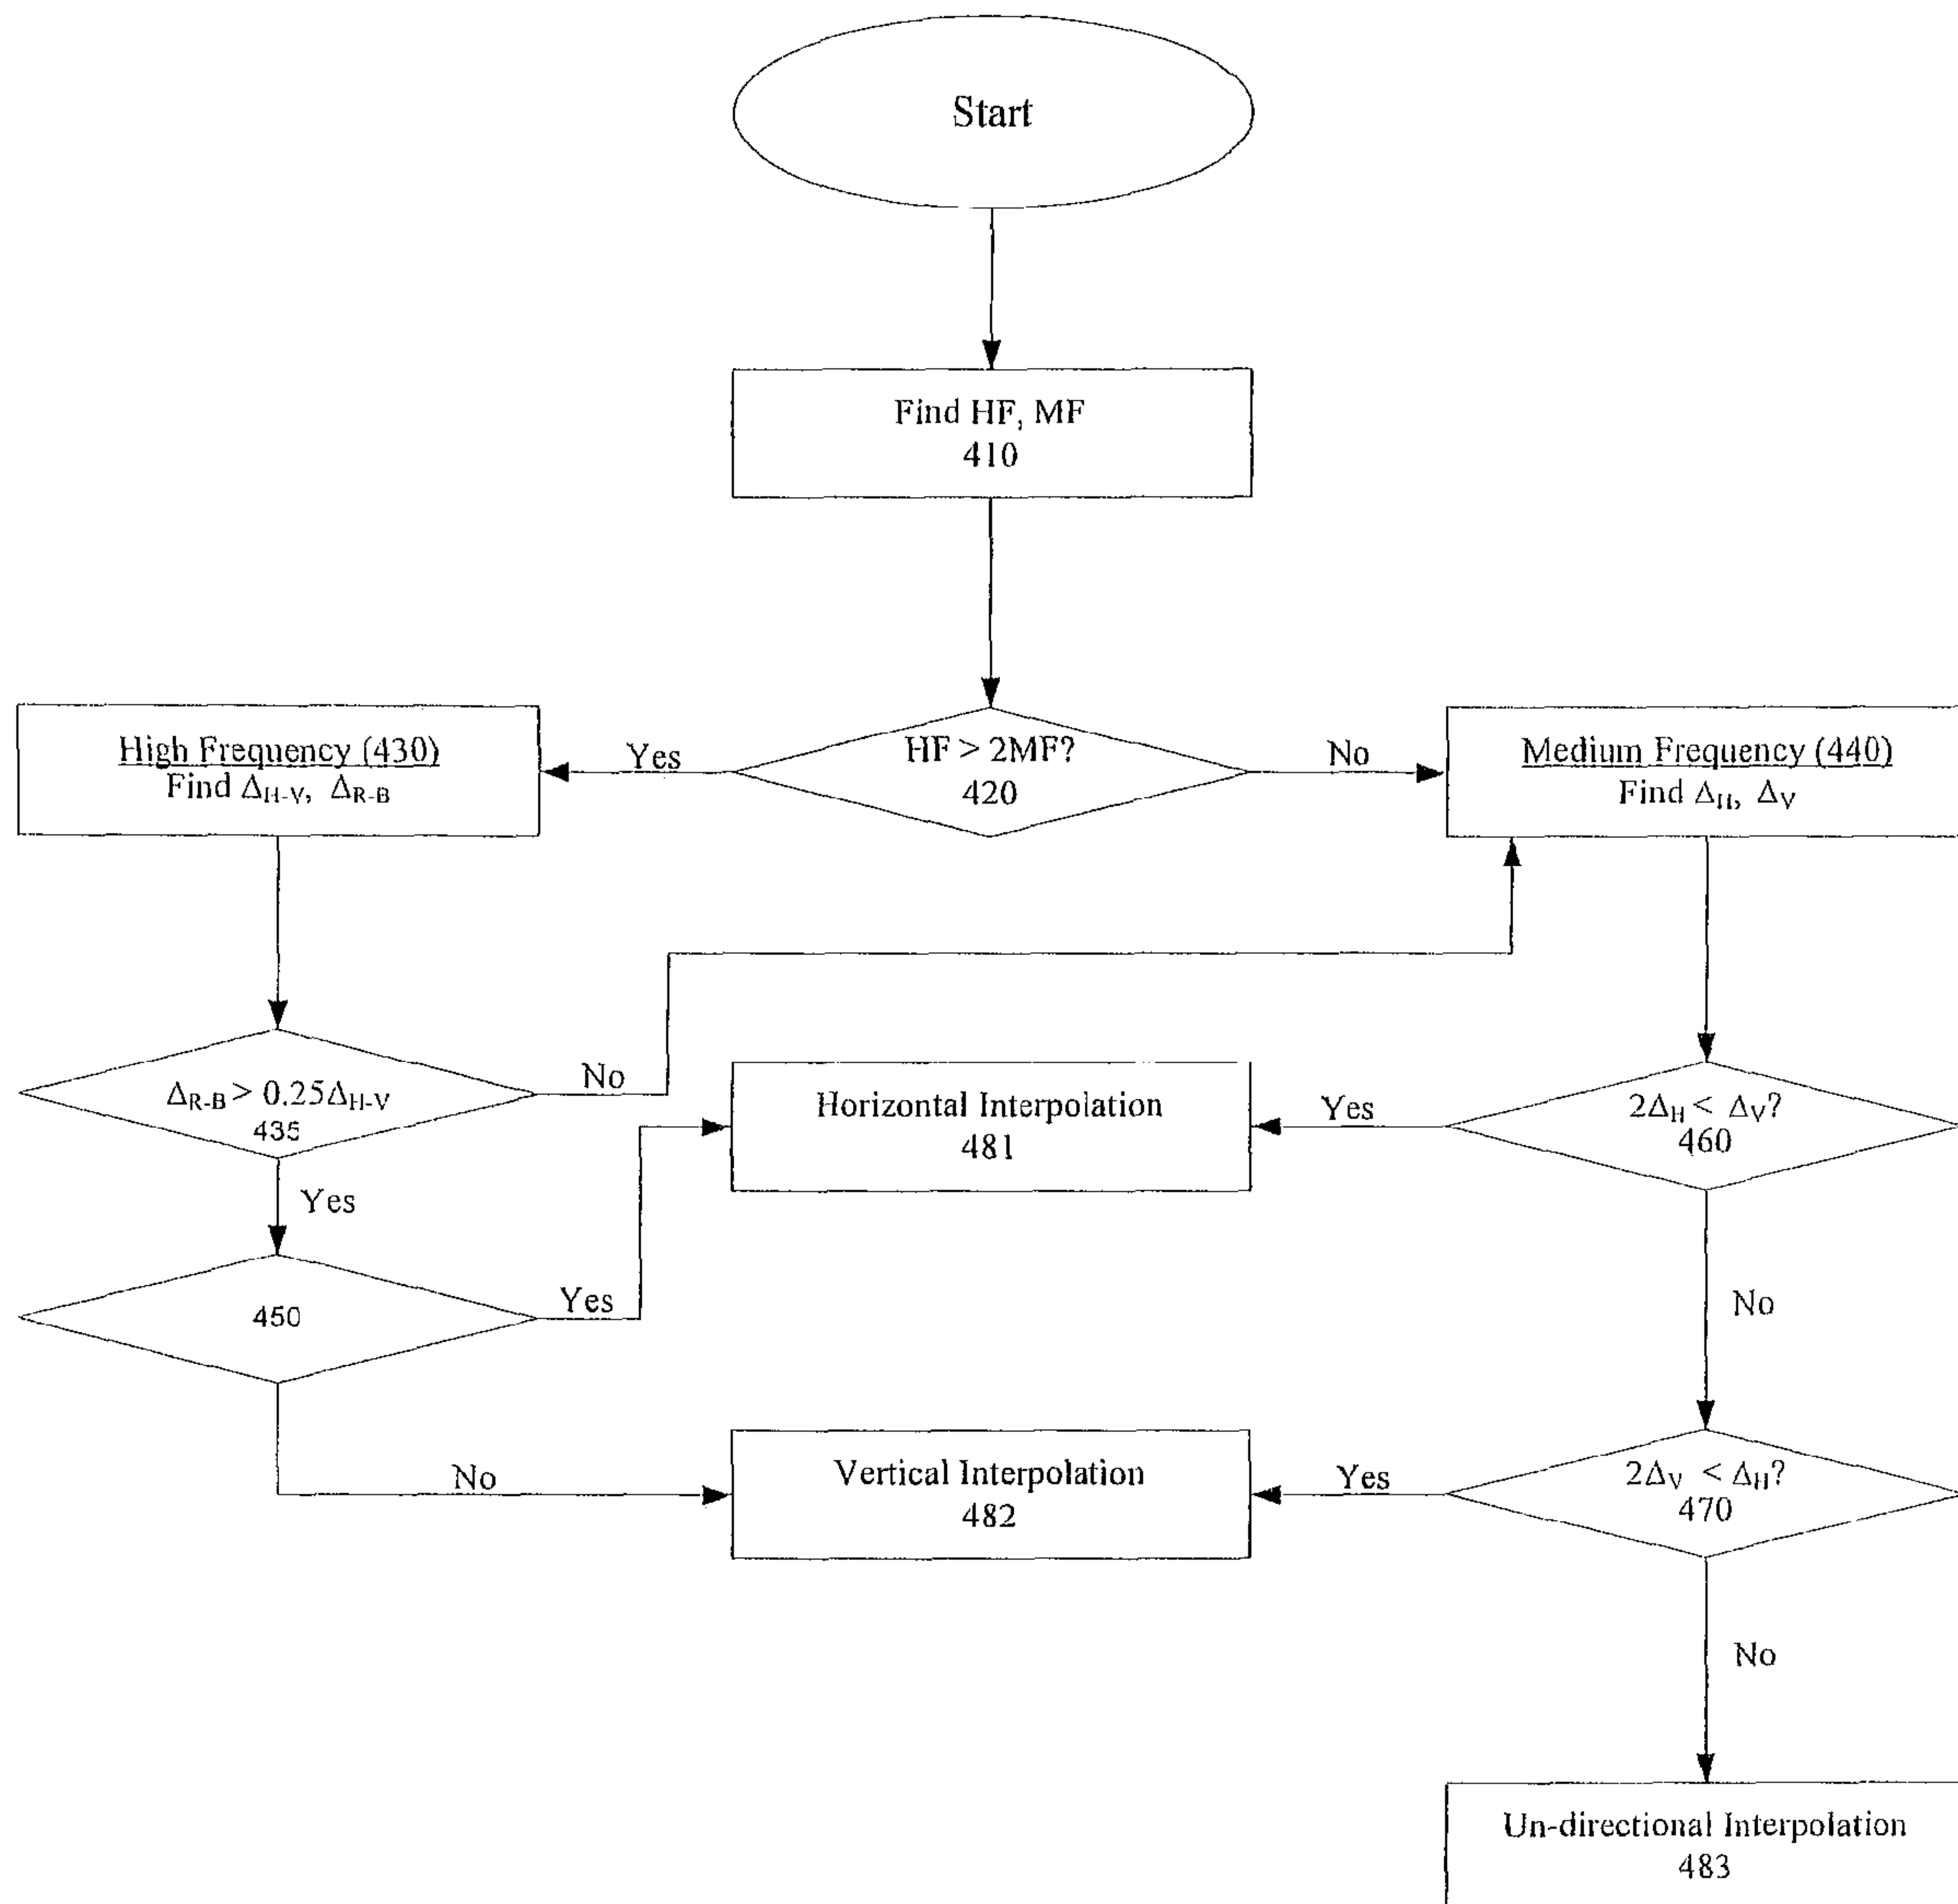 Start
Find HF, MF
410
High Frequency (430)
Find ΔH-V, ΔR-B
Yes
HF > 2MF?
420
No
Medium Frequency (440)
Find ΔH, ΔV
ΔR-B > 0.25ΔH-V
435
No
Horizontal Interpolation
481
Yes
2ΔH < ΔV?
460
Yes
450
Yes
No
No
Vertical Interpolation
482
Yes
2ΔV < ΔH?
470
No
Un-directional Interpolation
483